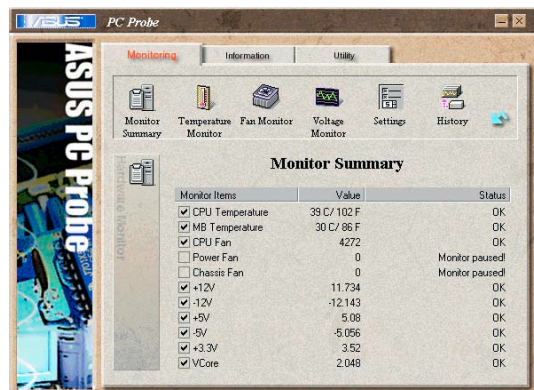 /ASUS PC Probe
Monitoring Information Utility
Monitor Summary Temperature Monitor Fan Monitor Voltage Monitor Settings History
ASUS PC Probe
Hardware Monitor
Monitor Summary
Monitor Items Value Status
CPU Temperature 39 C/ 102 F OK
MB Temperature 30 C/ 86 F OK
CPU Fan 4272 OK
Power Fan 0 Monitor paused!
Chassis Fan 0 Monitor paused!
+12V 11.734 OK
-12V -12.143 OK
+5V 5.08 OK
-5V -5.056 OK
+3.3V 3.52 OK
VCore 2.048 OK